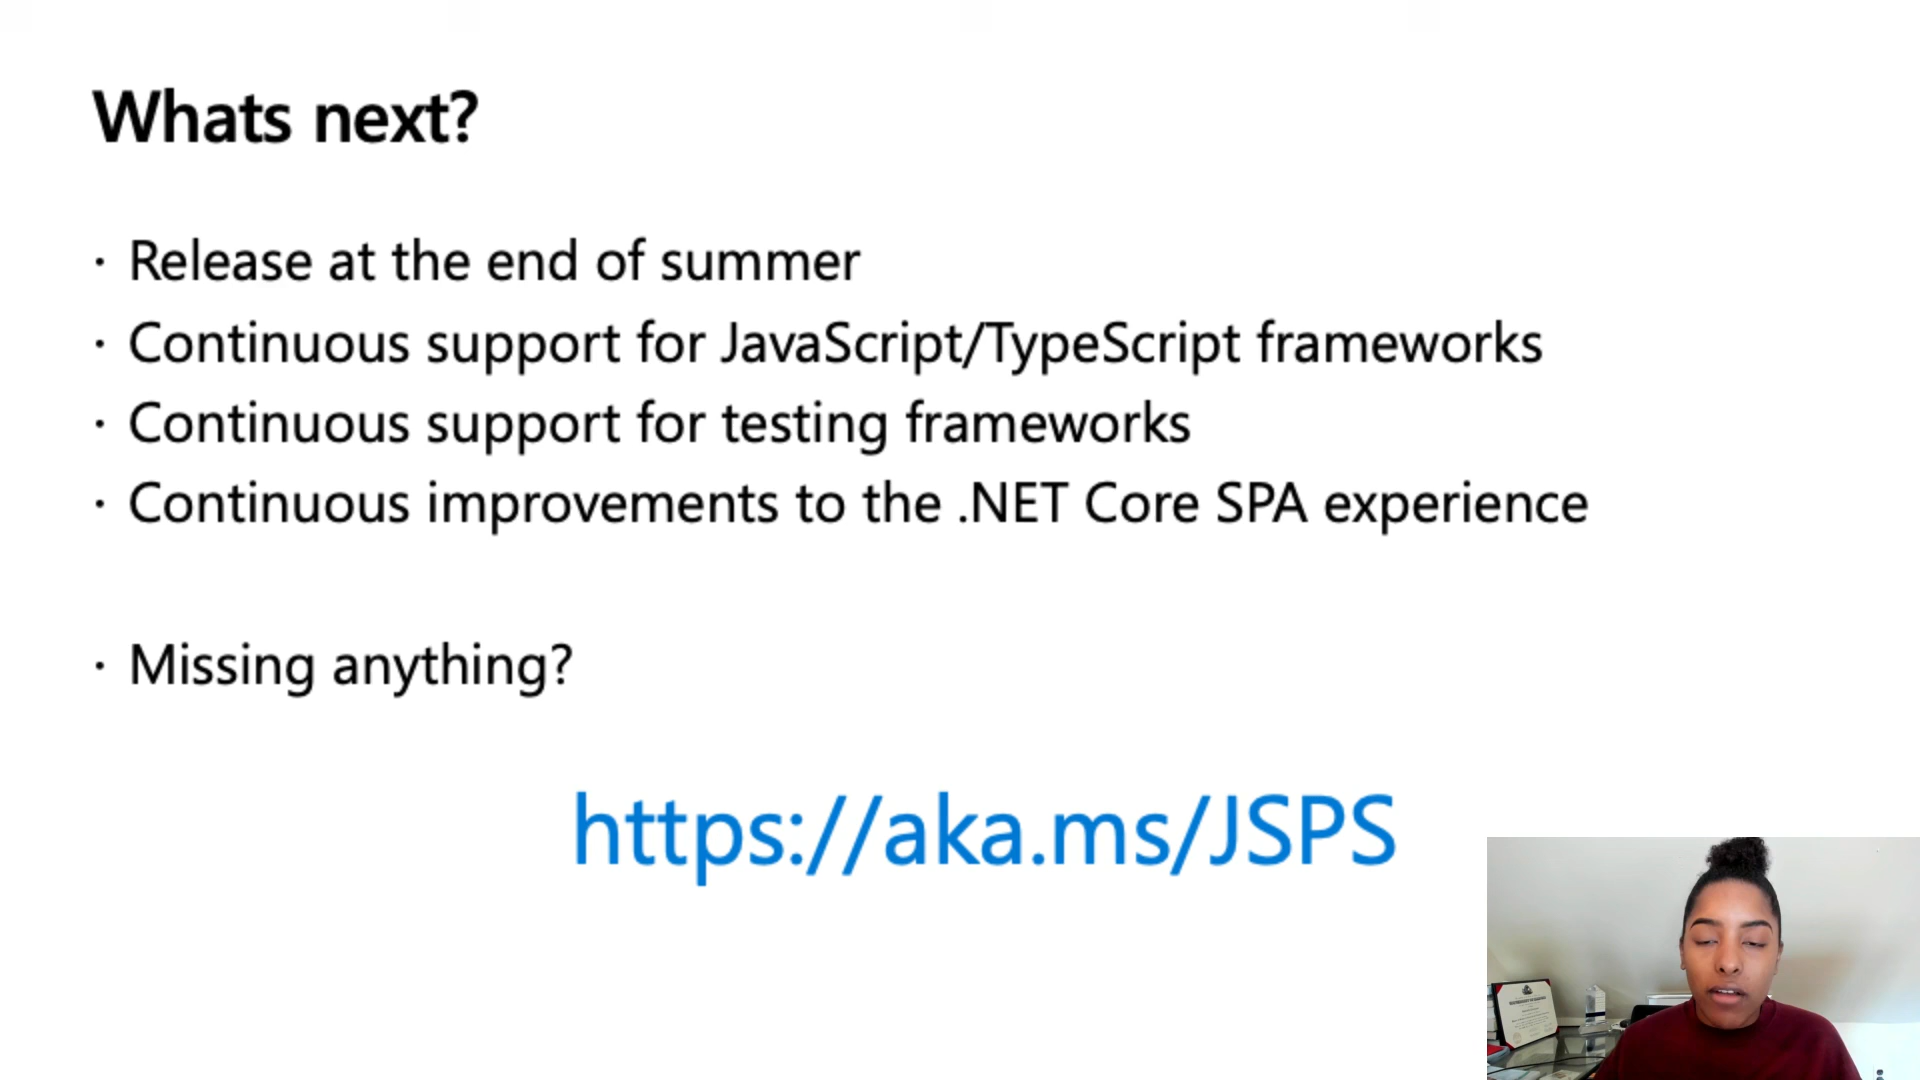 Whats next?
· Release at the end of summer
· Continuous support for JavaScript/TypeScript frameworks
· Continuous support for testing frameworks
· Continuous improvements to the .NET Core SPA experience
· Missing anything?
https://aka.ms/JSPS